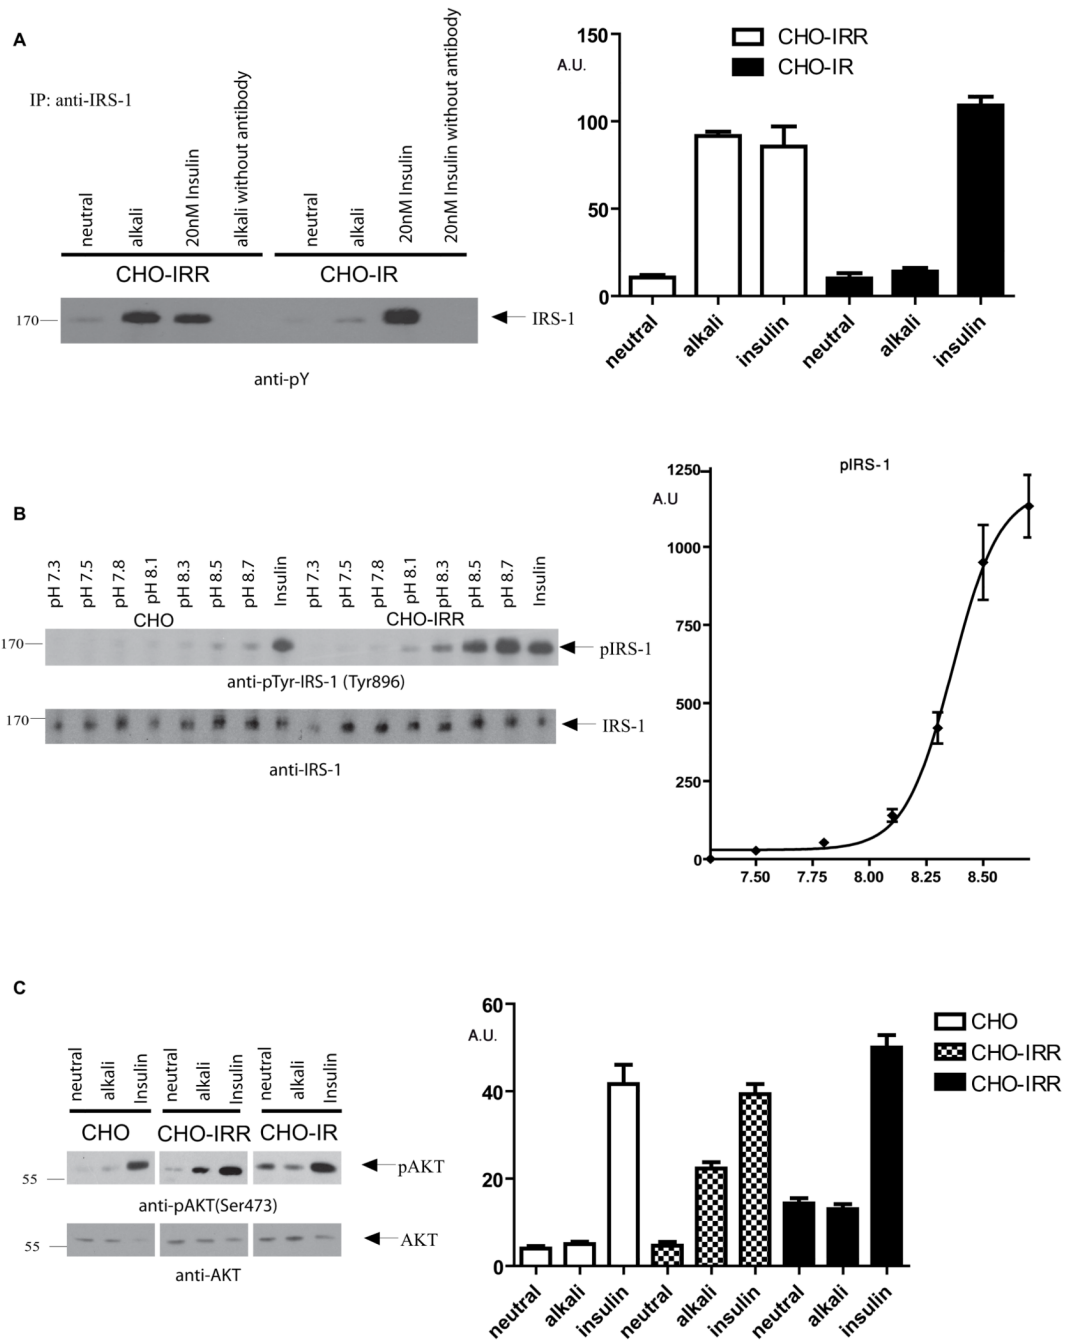 A
IP: anti-IRS-1
neutral
alkali
20nM Insulin
alkali without antibody
neutral
alkali
20nM Insulin
20nM Insulin without antibody
CHO-IRR
CHO-IR
170
IRS-1
anti-pY
150
A.U.
100
50
0
CHO-IRR
CHO-IR
neutral
alkali
insulin
neutral
alkali
insulin
B
pH 7.3
pH 7.5
pH 7.8
pH 8.1
pH 8.3
pH 8.5
pH 8.7
Insulin
pH 7.3
pH 7.5
pH 7.8
pH 8.1
pH 8.3
pH 8.5
pH 8.7
Insulin
CHO
CHO-IRR
170
pIRS-1
anti-pTyr-IRS-1 (Tyr896)
170
IRS-1
anti-IRS-1
pIRS-1
1250
A.U
1000
750
500
250
0
7.50
7.75
8.00
8.25
8.50
C
neutral
alkali
Insulin
neutral
alkali
Insulin
neutral
alkali
Insulin
CHO
CHO-IRR
CHO-IR
55
pAKT
anti-pAKT(Ser473)
55
AKT
anti-AKT
60
A.U.
40
20
0
CHO
CHO-IRR
CHO-IRR
neutral
alkali
insulin
neutral
alkali
insulin
neutral
alkali
insulin